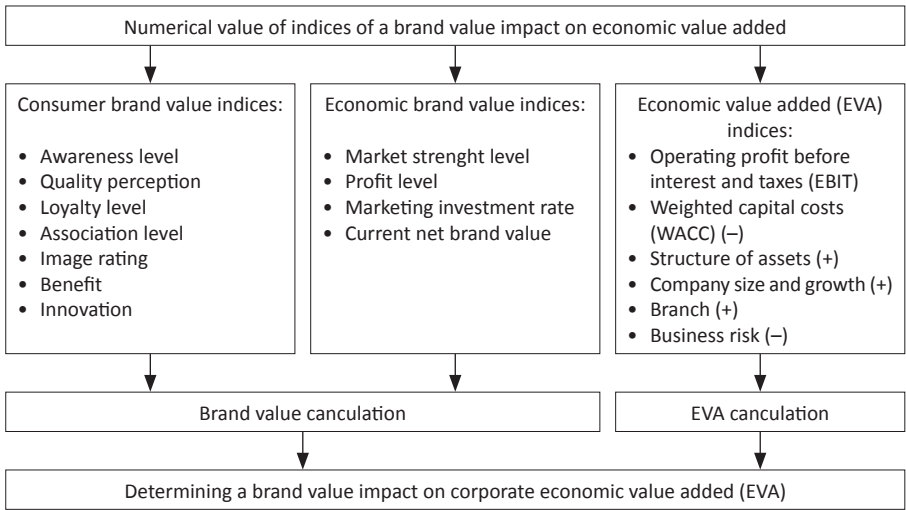 Numerical value of indices of a brand value impact on economic value added
Consumer brand value indices:
• Awareness level
• Quality perception
• Loyalty level
• Association level
• Image rating
• Benefit
• Innovation
Economic brand value indices:
• Market strenght level
• Profit level
• Marketing investment rate
• Current net brand value
Economic value added (EVA)
indices:
• Operating profit before
interest and taxes (EBIT)
• Weighted capital costs
(WACC) (–)
• Structure of assets (+)
• Company size and growth (+)
• Branch (+)
• Business risk (–)
Brand value canculation
EVA canculation
Determining a brand value impact on corporate economic value added (EVA)